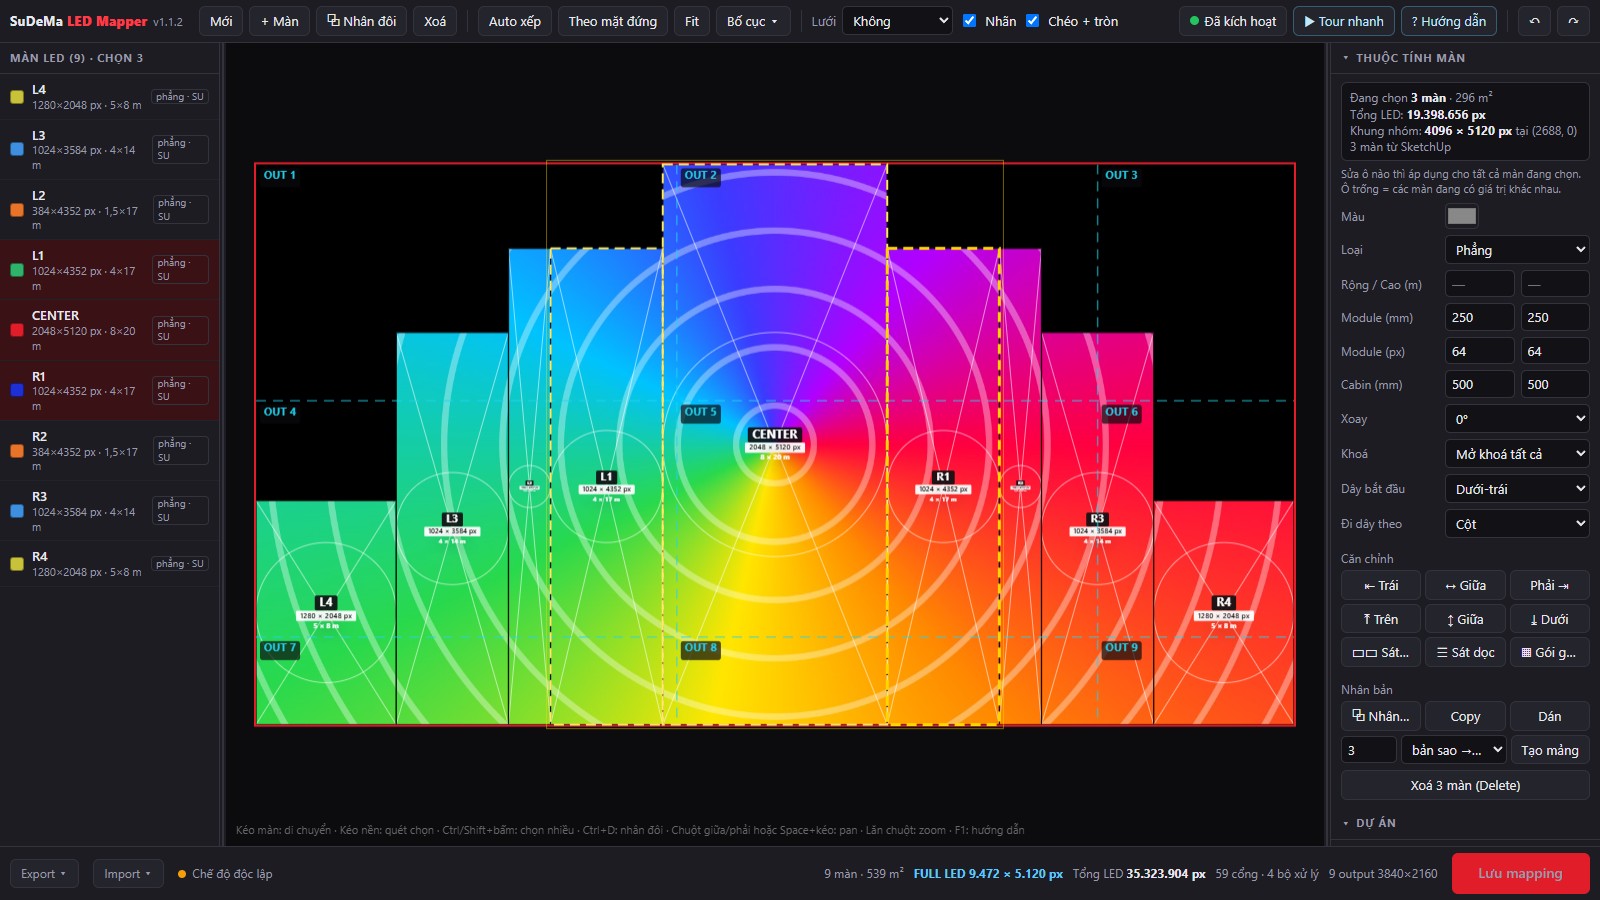 SuDeMa LED Mapper v1.1.2
Mới
+ Màn
Nhân đôi
Xoá
Auto xếp
Theo mặt đứng
Fit
Bố cục
Lưới
Không
Nhãn
Chéo + tròn
Đã kích hoạt
Tour nhanh
? Hướng dẫn
MÀN LED (9) · CHỌN 3
L4
1280×2048 px · 5×8 m
phẳng · SU
L3
1024×3584 px · 4×14
m
phẳng ·
SU
L2
384×4352 px · 1,5×17
m
phẳng ·
SU
L1
1024×4352 px · 4×17
m
phẳng ·
SU
CENTER
2048×5120 px · 8×20
m
phẳng ·
SU
R1
1024×4352 px · 4×17
m
phẳng ·
SU
R2
384×4352 px · 1,5×17
m
phẳng ·
SU
R3
1024×3584 px · 4×14
m
phẳng ·
SU
R4
1280×2048 px · 5×8 m
phẳng · SU
OUT 1
OUT 2
OUT 3
OUT 4
OUT 5
OUT 6
CENTER
2048 × 5120 px
8 × 20 m
L1
1024 × 4352 px
4 × 17 m
R1
1024 × 4352 px
4 × 17 m
L3
1024 × 3584 px
4 × 14 m
R3
1024 × 3584 px
4 × 14 m
L4
1280 × 2048 px
5 × 8 m
R4
1280 × 2048 px
5 × 8 m
OUT 7
OUT 8
OUT 9
Kéo màn: di chuyển · Kéo nền: quét chọn · Ctrl/Shift+bấm: chọn nhiều · Ctrl+D: nhân đôi · Chuột giữa/phải hoặc Space+kéo: pan · Lăn chuột: zoom · F1: hướng dẫn
THUỘC TÍNH MÀN
Đang chọn 3 màn · 296 m²
Tổng LED: 19.398.656 px
Khung nhóm: 4096 × 5120 px tại (2688, 0)
3 màn từ SketchUp
Sửa ô nào thì áp dụng cho tất cả màn đang chọn.
Ô trống = các màn đang có giá trị khác nhau.
Màu
Loại
Phẳng
Rộng / Cao (m)
—
—
Module (mm)
250
250
Module (px)
64
64
Cabin (mm)
500
500
Xoay
0°
Khoá
Mở khoá tất cả
Dây bắt đầu
Dưới-trái
Đi dây theo
Cột
Căn chỉnh
⇤ Trái
↔ Giữa
Phải ⇥
⤒ Trên
↕ Giữa
⤓ Dưới
▭▭ Sát...
☰ Sát dọc
▦ Gói g...
Nhân bản
Nhân...
Copy
Dán
3
bản sao →...
Tạo mảng
Xoá 3 màn (Delete)
DỰ ÁN
Export
Import
Chế độ độc lập
9 màn · 539 m²
FULL LED 9.472 × 5.120 px
Tổng LED 35.323.904 px
59 cổng · 4 bộ xử lý
9 output 3840×2160
Lưu mapping